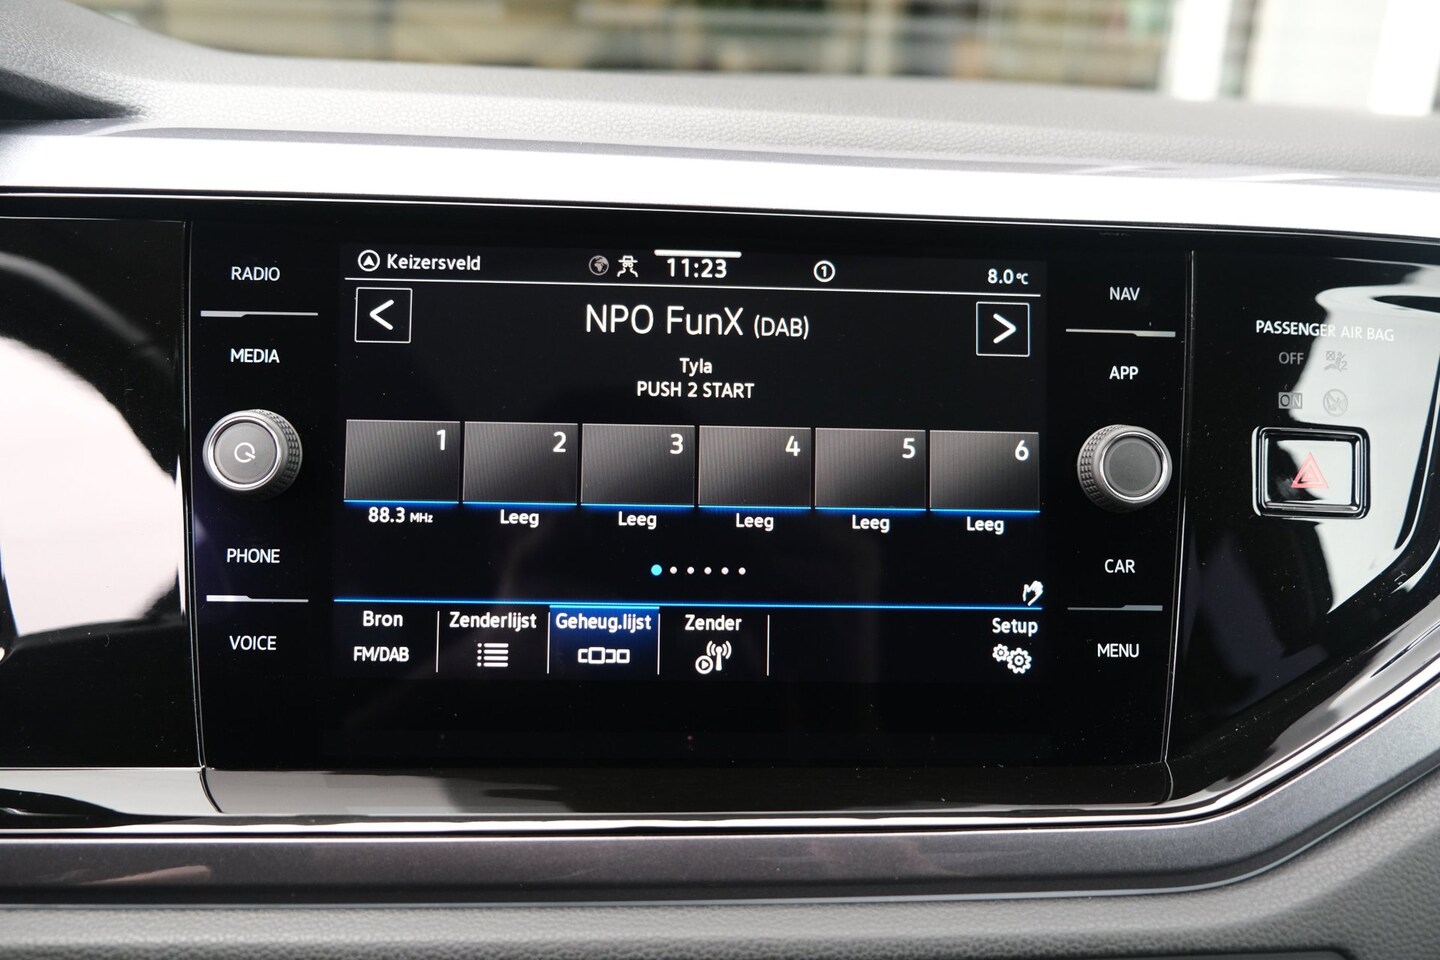 RADIO
MEDIA
PHONE
VOICE
Keizersveld
11:23
1
8.0°C
<
NPO FunX (DAB)
>
Tyla
PUSH 2 START
1 2 3 4 5 6
88.3 MHz Leeg Leeg Leeg Leeg Leeg
Bron Zenderlijst Geheug.lijst Zender Setup
FM/DAB
NAV
APP
CAR
MENU
PASSENGER AIR BAG
OFF
ON